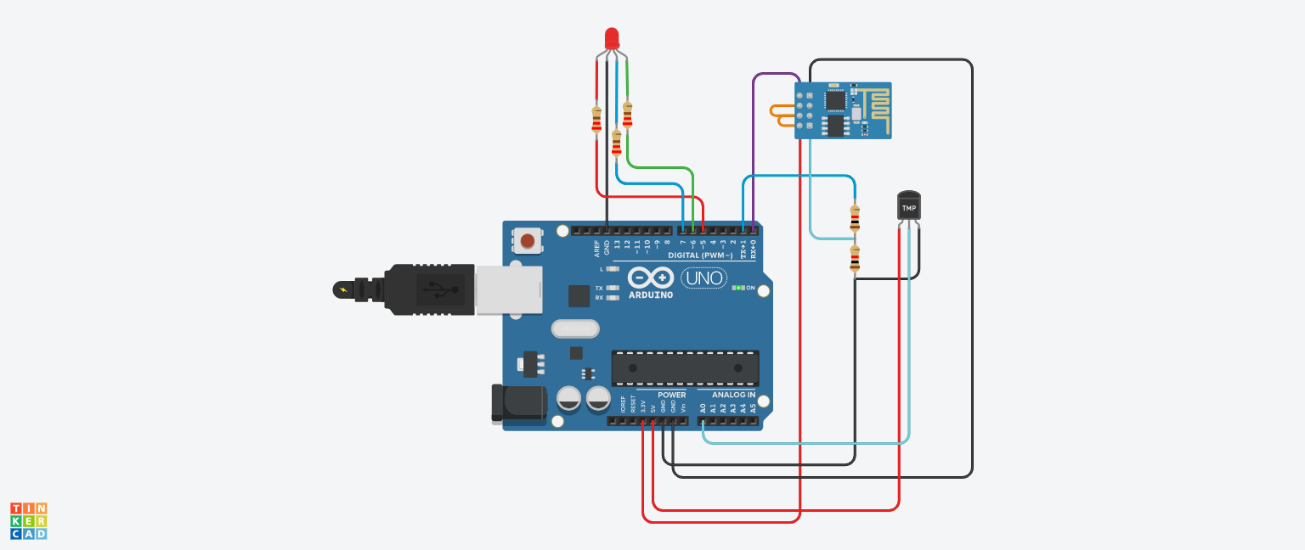 TMP
AREF
GND
13
12
~11
~10
~9
8
7
~6
~5
4
~3
2
TX→1
RX←0
DIGITAL (PWM~)
L
TX
RX
UNO
ARDUINO
ON
POWER
ANALOG IN
IOREF
RESET
3.3V
5V
GND
GND
Vin
A0
A1
A2
A3
A4
A5
TIN
KER
CAD